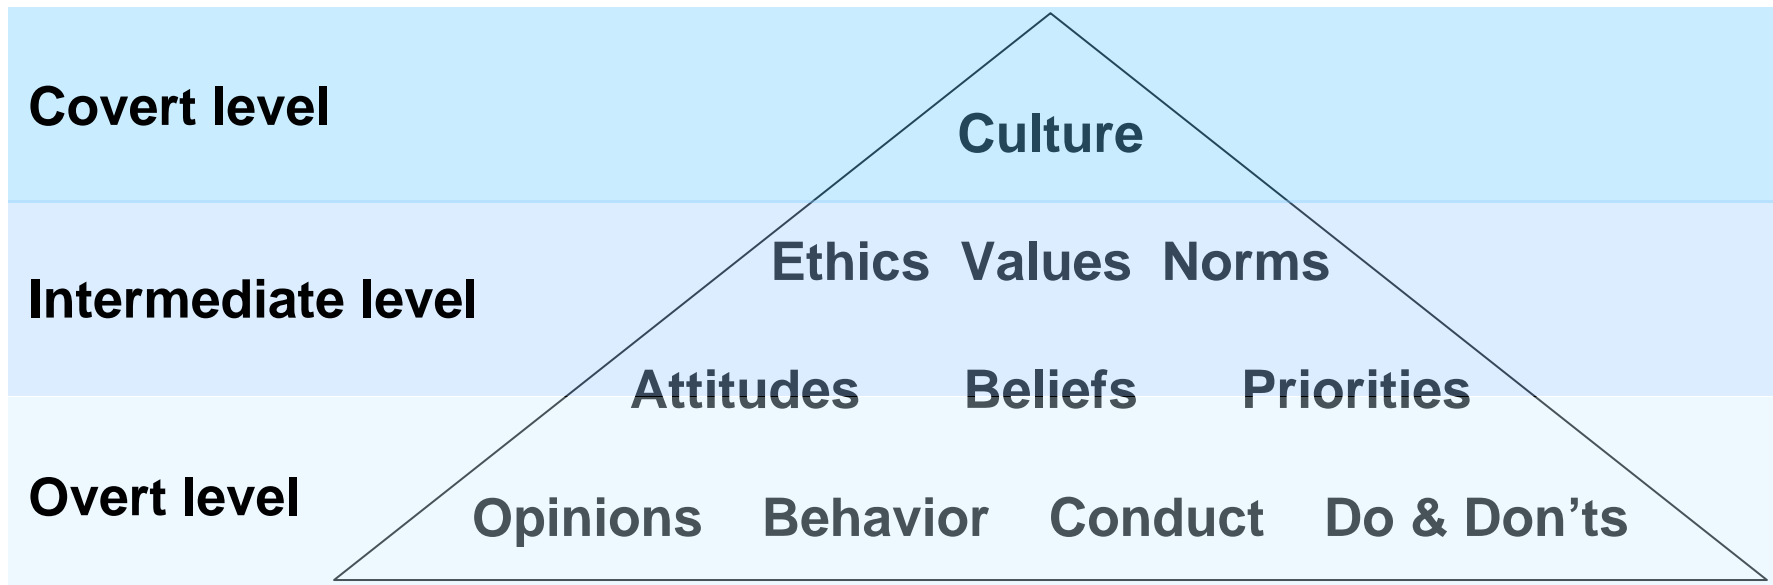 Covert level
Culture
Ethics Values Norms
Intermediate level
Attitudes Beliefs Priorities
Overt level
Opinions Behavior Conduct Do & Don’ts